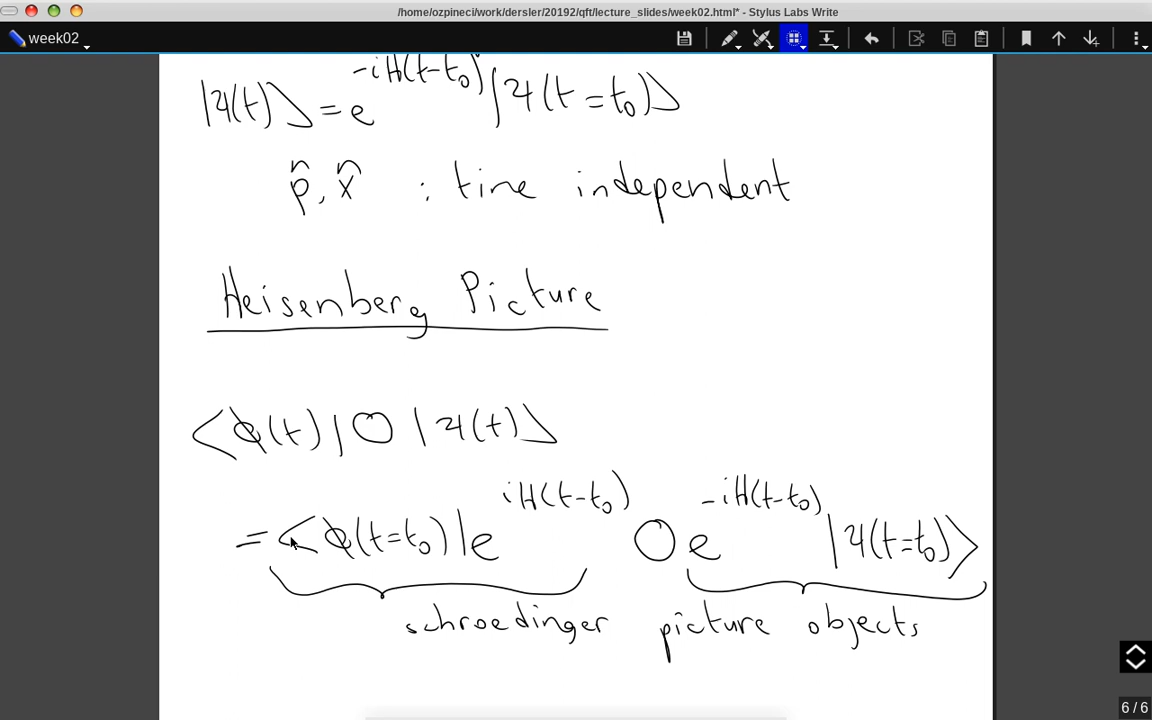 /home/ozpineci/work/dersler/20192/qft/lecture_slides/week02.html* - Stylus Labs Write
week02
|Ψ(t)⟩ = e^{-iH(t-t₀)} |Ψ(t=t₀)⟩
p̂, x̂ : time independent
Heisenberg Picture
⟨ϕ(t)|O|Ψ(t)⟩
= ⟨ϕ(t=t₀)|e^{iH(t-t₀)} O e^{-iH(t-t₀)} |Ψ(t=t₀)⟩
schroedinger picture objects
6 / 6